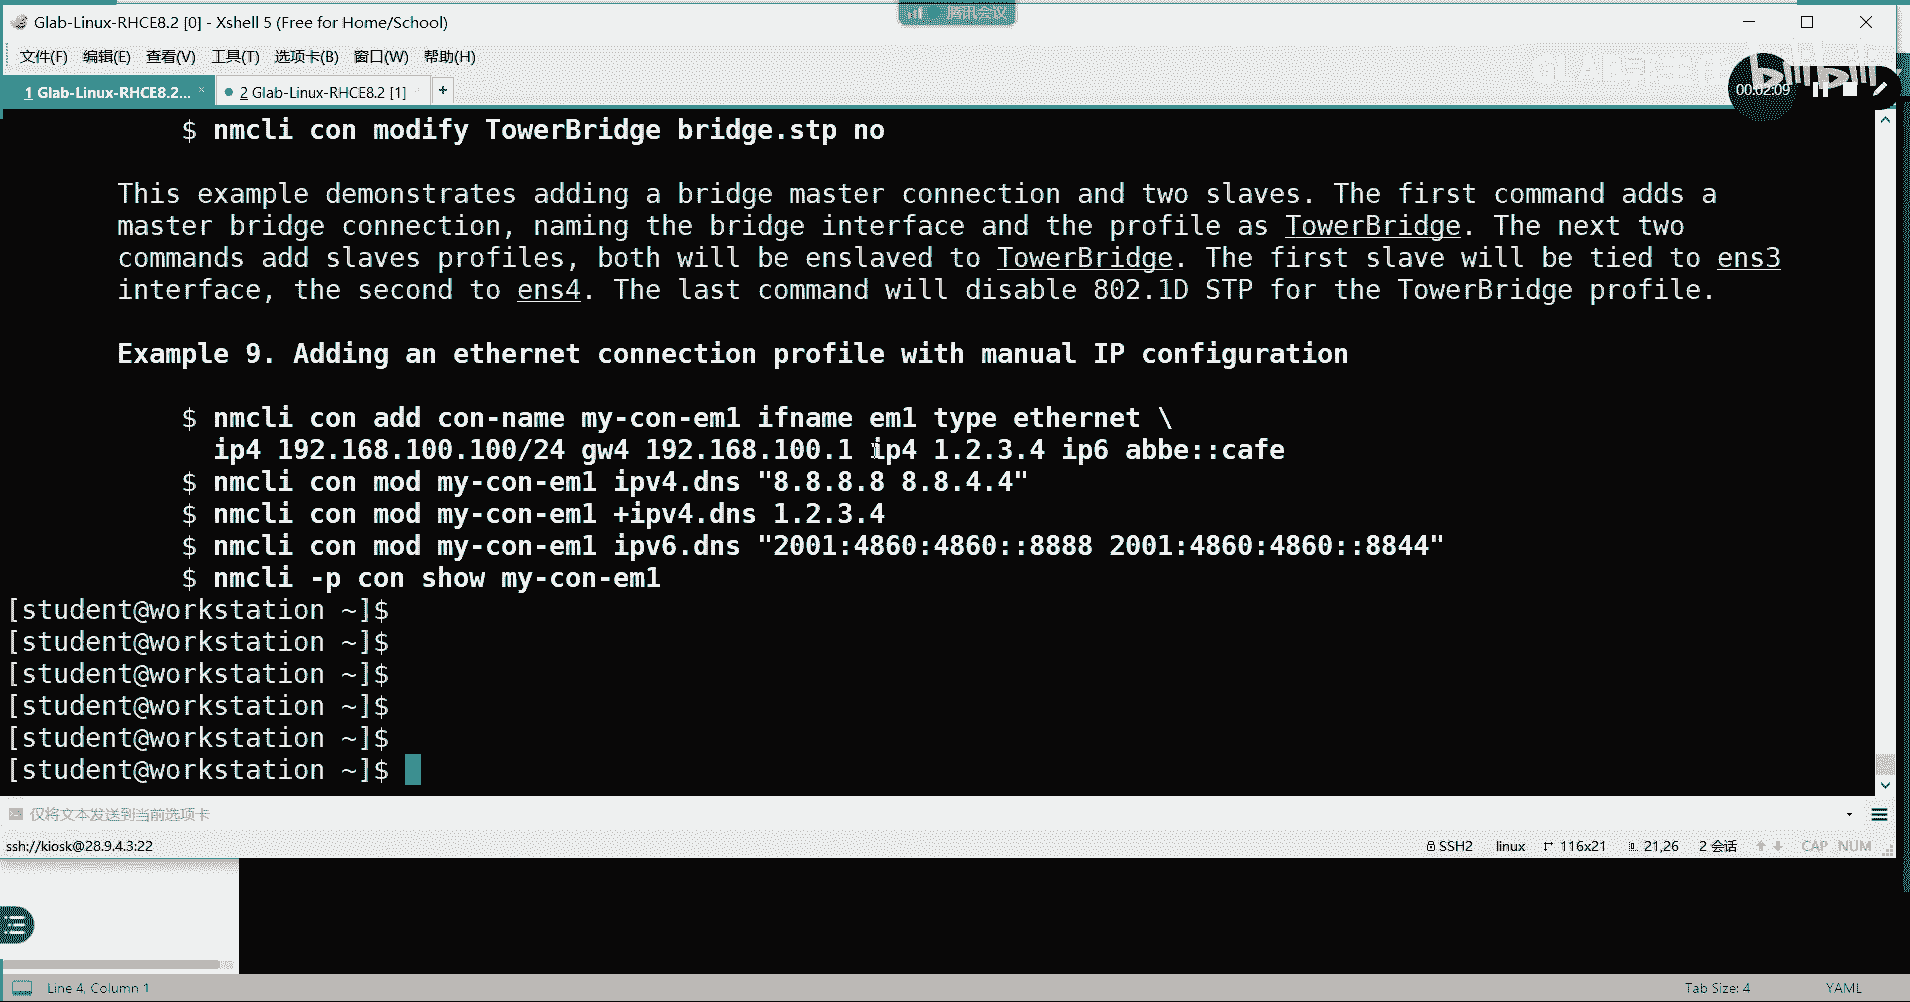 Glab-Linux-RHCE8.2 [0] - Xshell 5 (Free for Home/School)
腾讯会议
文件(F) 编辑(E) 查看(V) 工具(T) 选项卡(B) 窗口(W) 帮助(H)
bilibili
00:02:09
1 Glab-Linux-RHCE8.2... × 2 Glab-Linux-RHCE8.2 [1] +
$ nmcli con modify TowerBridge bridge.stp no
This example demonstrates adding a bridge master connection and two slaves. The first command adds a
master bridge connection, naming the bridge interface and the profile as TowerBridge. The next two
commands add slaves profiles, both will be enslaved to TowerBridge. The first slave will be tied to ens3
interface, the second to ens4. The last command will disable 802.1D STP for the TowerBridge profile.
Example 9. Adding an ethernet connection profile with manual IP configuration
$ nmcli con add con-name my-con-em1 ifname em1 type ethernet \
ip4 192.168.100.100/24 gw4 192.168.100.1 ip4 1.2.3.4 ip6 abbe::cafe
$ nmcli con mod my-con-em1 ipv4.dns "8.8.8.8 8.8.4.4"
$ nmcli con mod my-con-em1 +ipv4.dns 1.2.3.4
$ nmcli con mod my-con-em1 ipv6.dns "2001:4860:4860::8888 2001:4860:4860::8844"
$ nmcli -p con show my-con-em1
[student@workstation ~]$
[student@workstation ~]$
[student@workstation ~]$
[student@workstation ~]$
[student@workstation ~]$
[student@workstation ~]$
仅将文本发送到当前选项卡
ssh://kiosk@28.9.4.3:22 SSH2 linux 116x21 21,26 2 会话 CAP NUM
Line 4, Column 1 Tab Size: 4 YAML